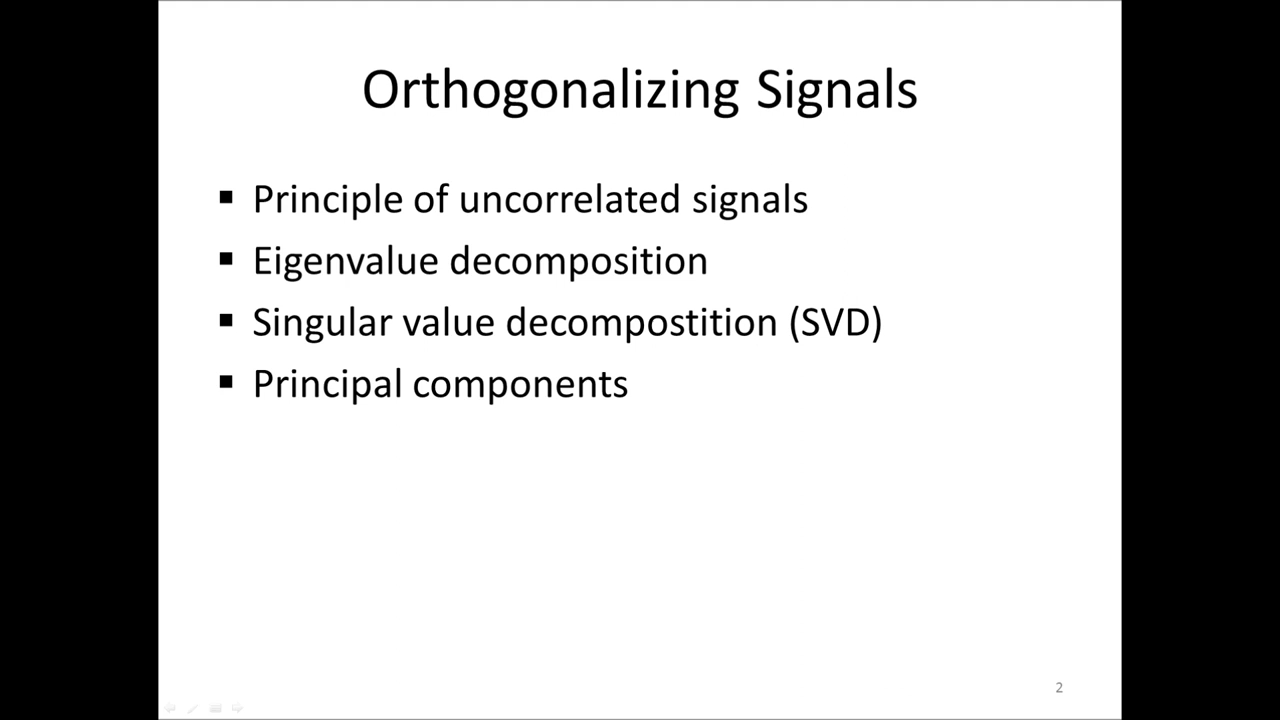 Orthogonalizing Signals
▪ Principle of uncorrelated signals
▪ Eigenvalue decomposition
▪ Singular value decompostition (SVD)
▪ Principal components
2